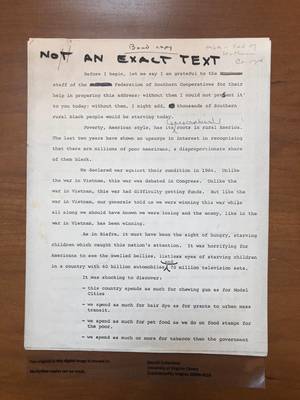 Bond copy
NOT AN EXACT TEXT
Before I begin, let me say I am grateful to the
staff of the Federation of Southern Cooperatives for their
help in preparing this address; without them I could not present it
to you today; without them, I might add, thousands of Southern
rural black people would be starving today.
geographical
Poverty, American style, has its roots in rural America.
The last two years have shown an upsurge in interest in recognizing
that there are millions of poor Americans, a disproportionate share
of them black.
We declared war against their condition in 1964. Unlike
the war in Vietnam, this war was debated in Congress. Unlike the
war in Vietnam, this war had difficulty getting funds. But like the
war in Vietnam, our generals told us we were winning this war while
all along we should have known we were losing and the enemy, like in the
war in Vietnam, has been winning.
As in Biafra, it must have been the sight of hungry, starving
children which caught this nation's attention. It was horrifying for
Americans to see the swelled bellies, listless eyes of starving children
and
in a country with 60 billion automobiles, 70 million television sets.
It was shocking to discover:
- this country spends as much for chewing gum as for Model
Cities
- we spend as much for hair dye as for grants to urban mass
transit.
- we spend as much for pet food as we do on food stamps for
the poor.
- we spend as much or more for tobacco than the government